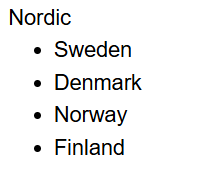 Nordic
• Sweden
• Denmark
• Norway
• Finland